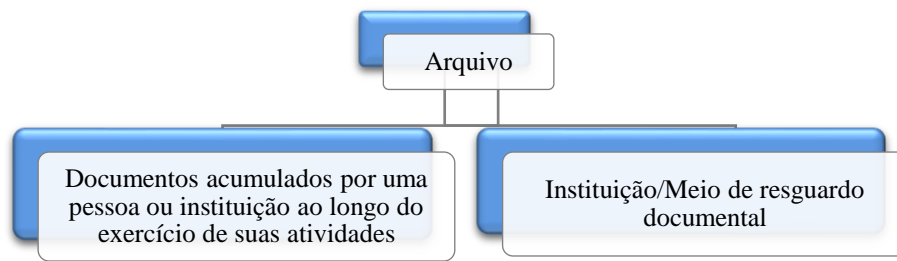 Arquivo
Documentos acumulados por uma
pessoa ou instituição ao longo do
exercício de suas atividades
Instituição/Meio de resguardo
documental